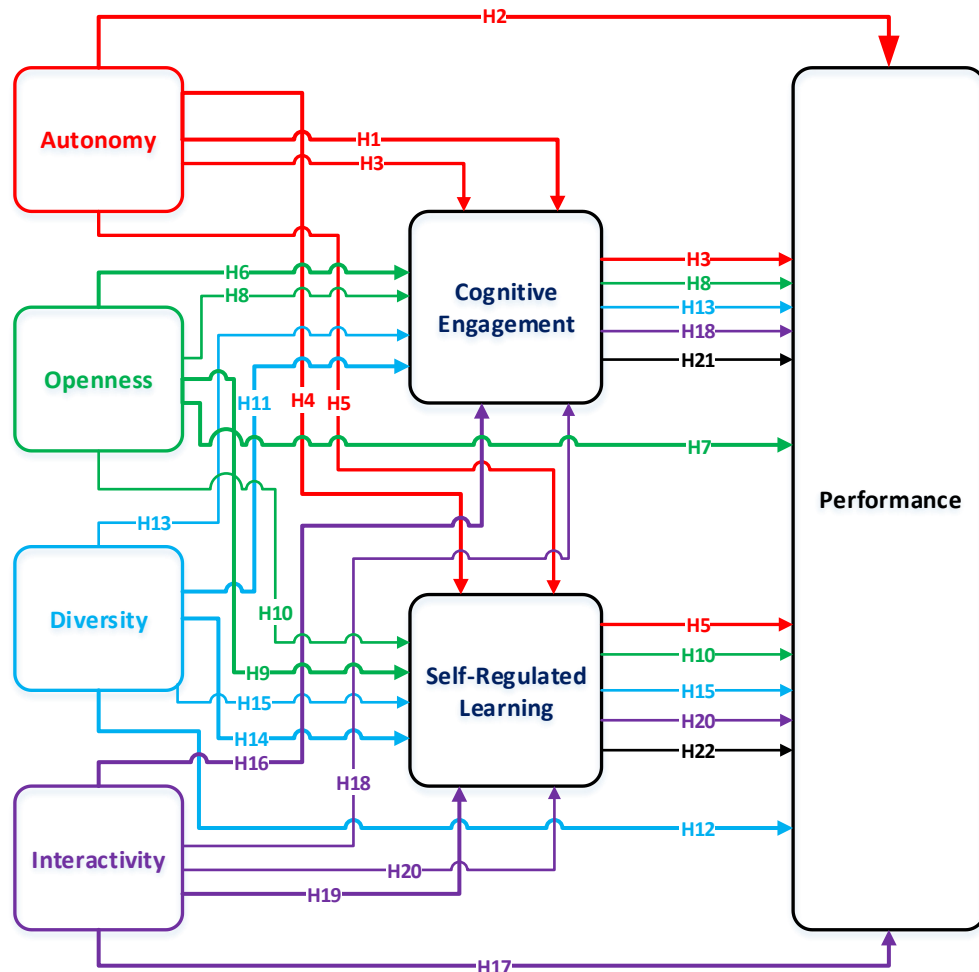 H2
Autonomy
H1
H3
H6
H8
Cognitive
Engagement
H3
H8
H13
H18
H21
Openness
H11
H4
H5
H7
Performance
H13
Diversity
H10
H9
H15
H14
Self-Regulated
Learning
H5
H10
H15
H20
H22
H16
H18
H12
Interactivity
H20
H19
H17